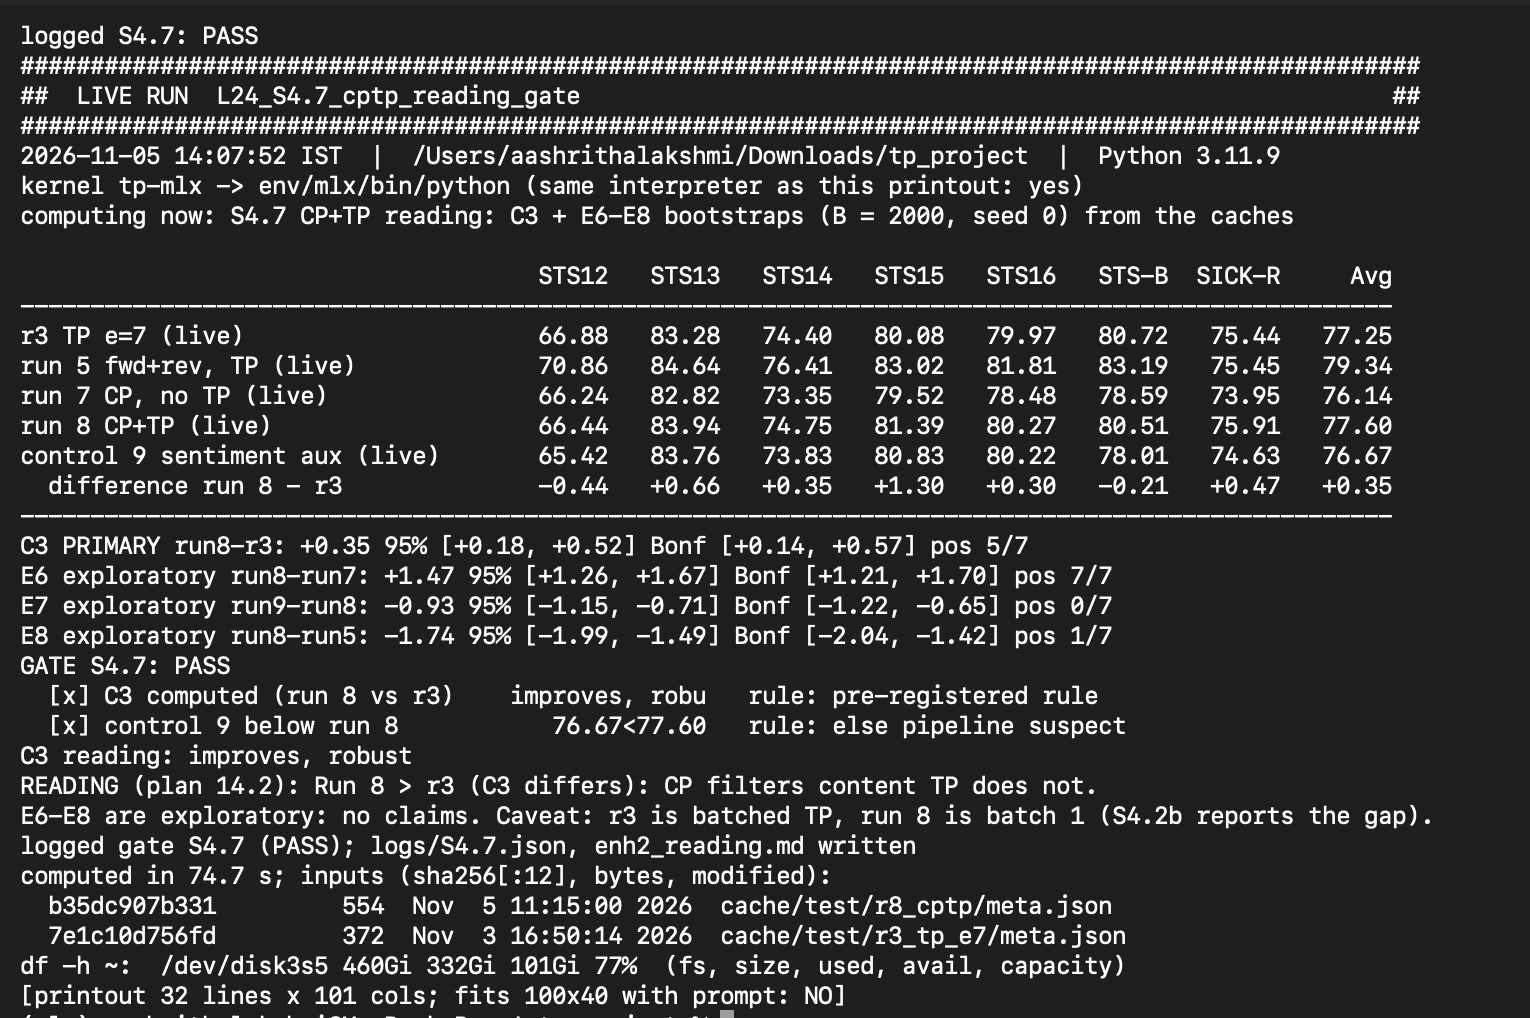 logged S4.7: PASS
####################################################################################################
##  LIVE RUN  L24_S4.7_cptp_reading_gate                                                          ##
####################################################################################################
2026-11-05 14:07:52 IST  |  /Users/aashrithalakshmi/Downloads/tp_project  |  Python 3.11.9
kernel tp-mlx -> env/mlx/bin/python (same interpreter as this printout: yes)
computing now: S4.7 CP+TP reading: C3 + E6-E8 bootstraps (B = 2000, seed 0) from the caches
                                     STS12   STS13   STS14   STS15   STS16   STS-B  SICK-R     Avg
r3 TP e=7 (live)                     66.88   83.28   74.40   80.08   79.97   80.72   75.44   77.25
run 5 fwd+rev, TP (live)             70.86   84.64   76.41   83.02   81.81   83.19   75.45   79.34
run 7 CP, no TP (live)               66.24   82.82   73.35   79.52   78.48   78.59   73.95   76.14
run 8 CP+TP (live)                   66.44   83.94   74.75   81.39   80.27   80.51   75.91   77.60
control 9 sentiment aux (live)       65.42   83.76   73.83   80.83   80.22   78.01   74.63   76.67
  difference run 8 - r3              -0.44   +0.66   +0.35   +1.30   +0.30   -0.21   +0.47   +0.35
C3 PRIMARY run8-r3: +0.35 95% [+0.18, +0.52] Bonf [+0.14, +0.57] pos 5/7
E6 exploratory run8-run7: +1.47 95% [+1.26, +1.67] Bonf [+1.21, +1.70] pos 7/7
E7 exploratory run9-run8: -0.93 95% [-1.15, -0.71] Bonf [-1.22, -0.65] pos 0/7
E8 exploratory run8-run5: -1.74 95% [-1.99, -1.49] Bonf [-2.04, -1.42] pos 1/7
GATE S4.7: PASS
  [x] C3 computed (run 8 vs r3)    improves, robu   rule: pre-registered rule
  [x] control 9 below run 8           76.67<77.60   rule: else pipeline suspect
C3 reading: improves, robust
READING (plan 14.2): Run 8 > r3 (C3 differs): CP filters content TP does not.
E6-E8 are exploratory: no claims. Caveat: r3 is batched TP, run 8 is batch 1 (S4.2b reports the gap).
logged gate S4.7 (PASS); logs/S4.7.json, enh2_reading.md written
computed in 74.7 s; inputs (sha256[:12], bytes, modified):
  b35dc907b331         554  Nov  5 11:15:00 2026  cache/test/r8_cptp/meta.json
  7e1c10d756fd         372  Nov  3 16:50:14 2026  cache/test/r3_tp_e7/meta.json
df -h ~:  /dev/disk3s5 460Gi 332Gi 101Gi 77%  (fs, size, used, avail, capacity)
[printout 32 lines x 101 cols; fits 100x40 with prompt: NO]